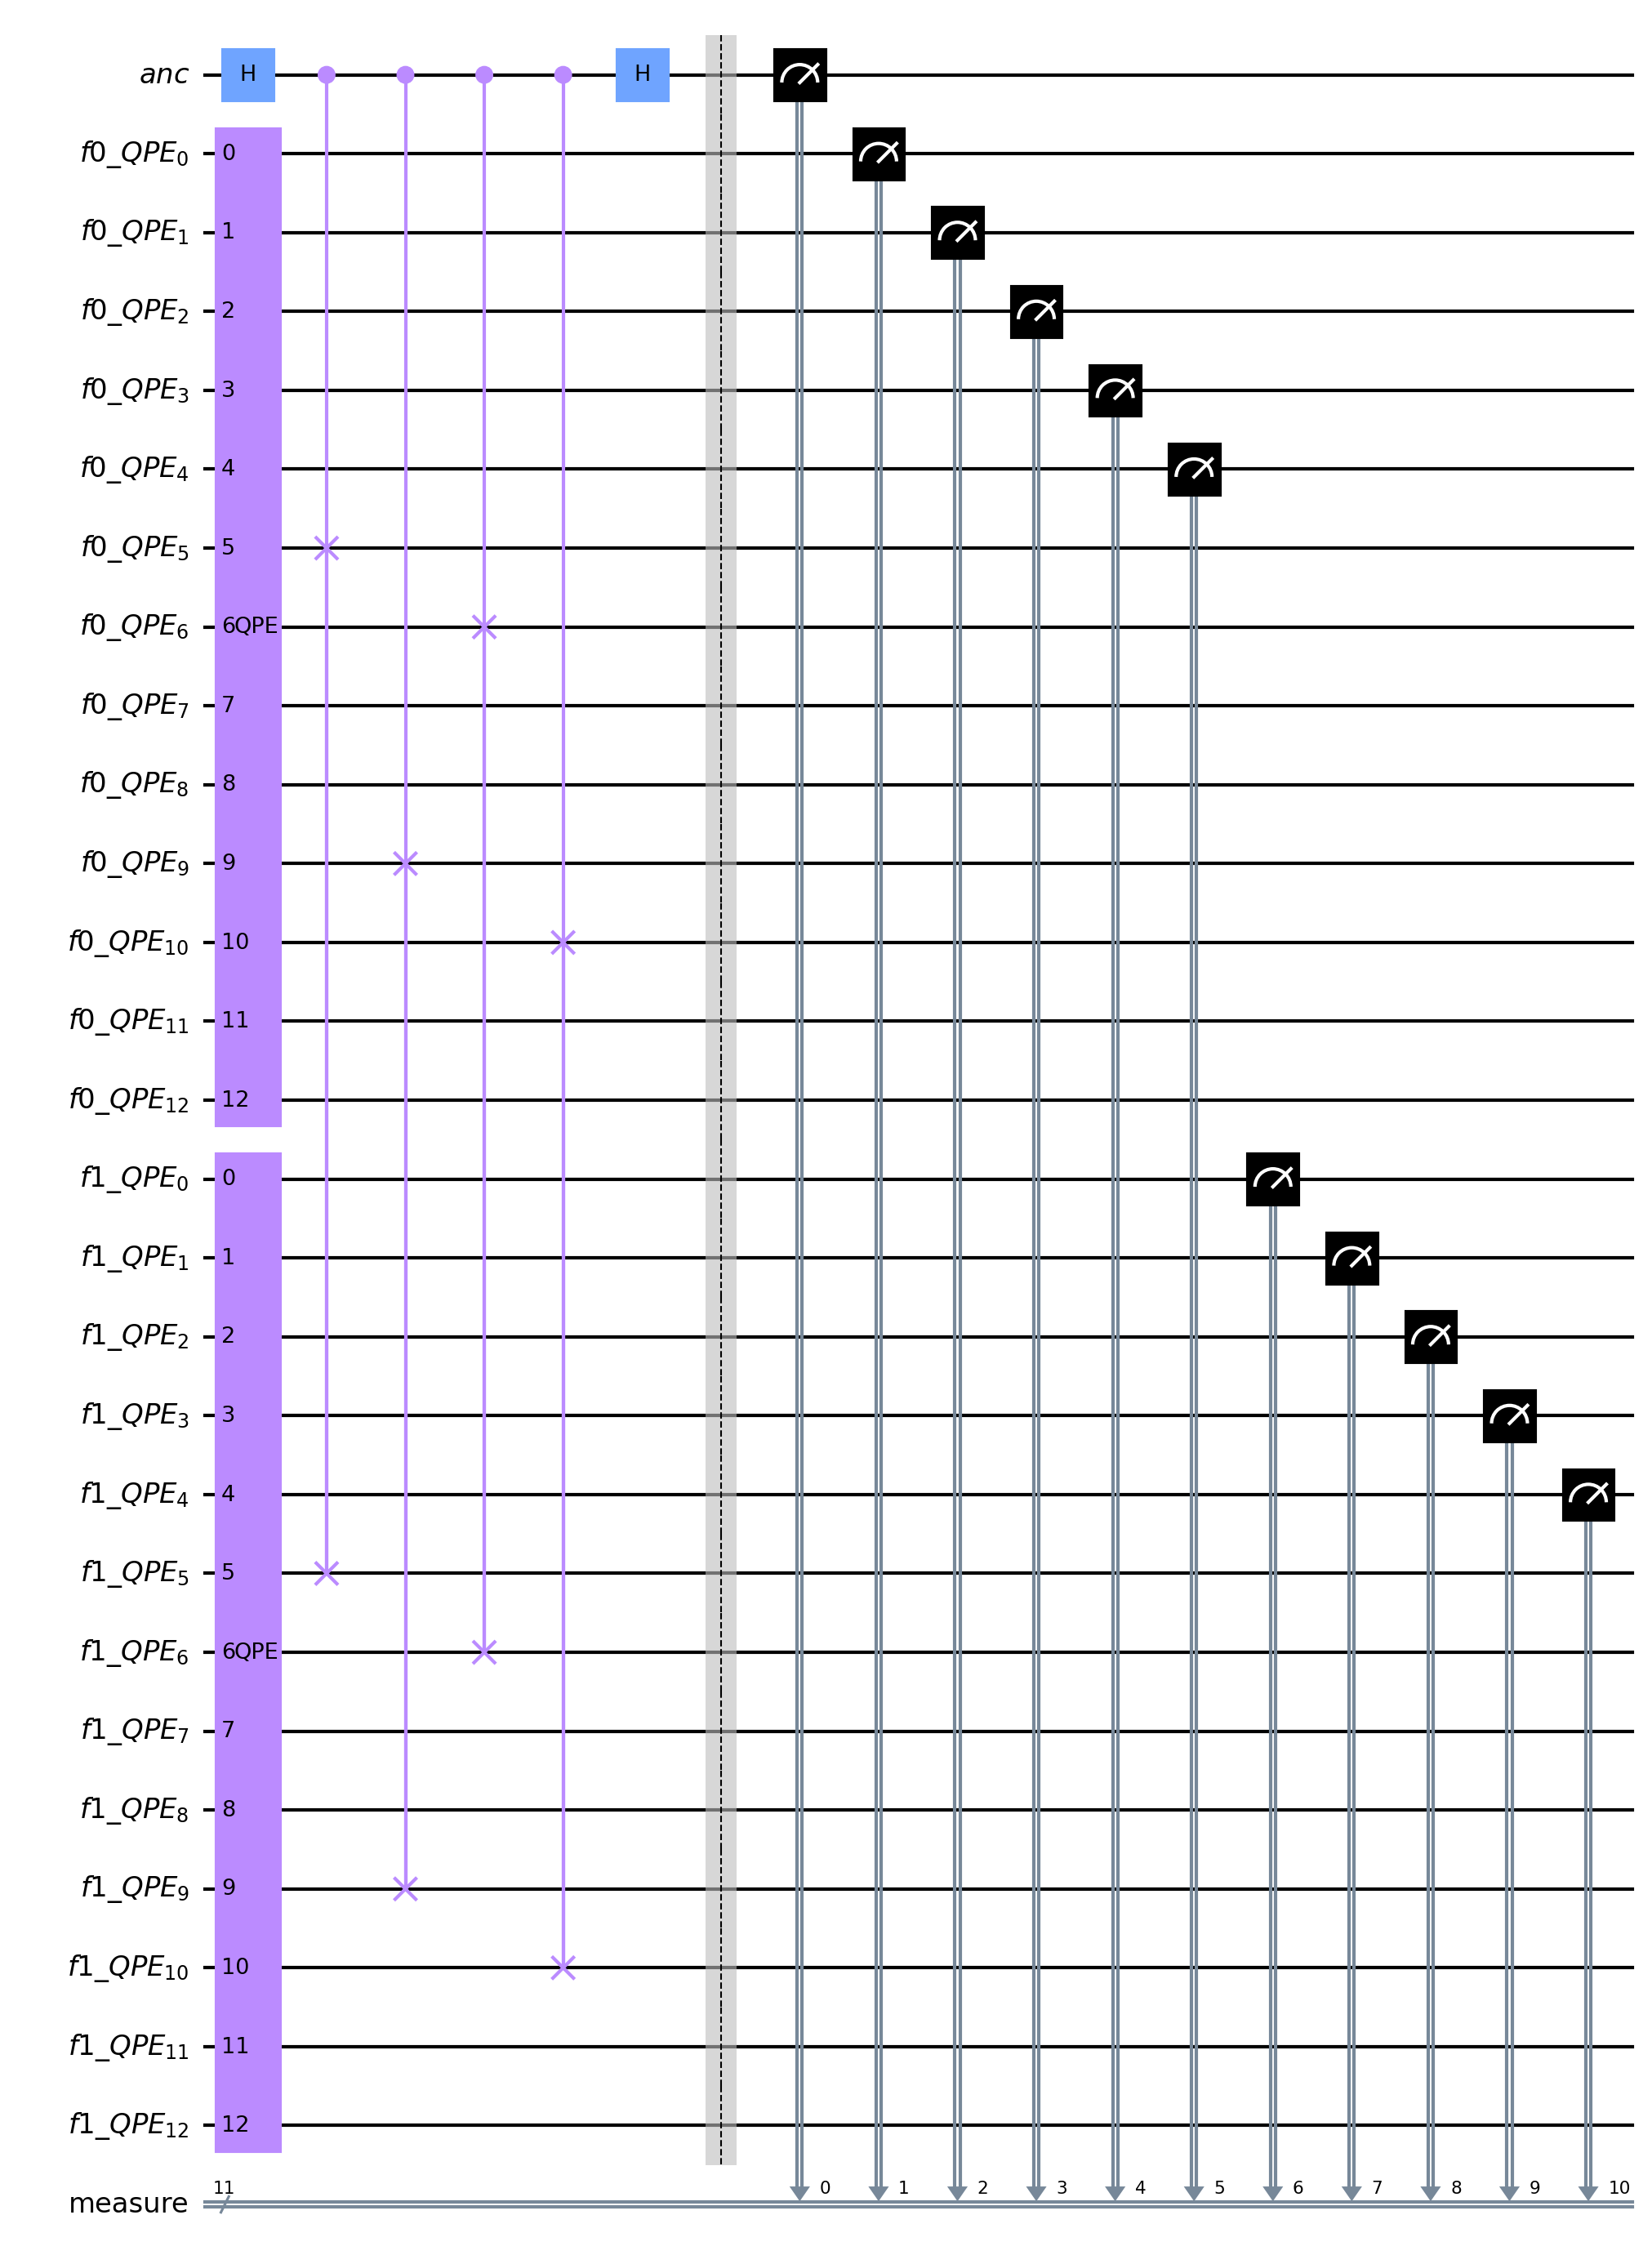 anc H H
f0_QPE0 0
f0_QPE1 1
f0_QPE2 2
f0_QPE3 3
f0_QPE4 4
f0_QPE5 5
f0_QPE6 6QPE
f0_QPE7 7
f0_QPE8 8
f0_QPE9 9
f0_QPE10 10
f0_QPE11 11
f0_QPE12 12
f1_QPE0 0
f1_QPE1 1
f1_QPE2 2
f1_QPE3 3
f1_QPE4 4
f1_QPE5 5
f1_QPE6 6QPE
f1_QPE7 7
f1_QPE8 8
f1_QPE9 9
f1_QPE10 10
f1_QPE11 11
f1_QPE12 12
measure 11 0 1 2 3 4 5 6 7 8 9 10